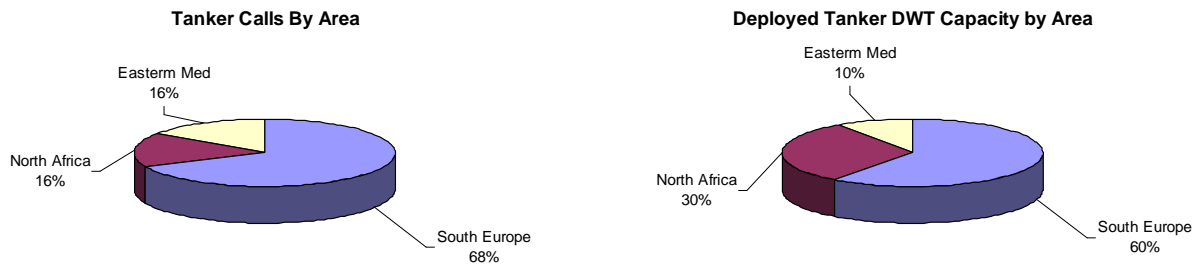 Tanker Calls By Area
Easterm Med
16%
North Africa
16%
South Europe
68%
Deployed Tanker DWT Capacity by Area
Eastern Med
10%
North Africa
30%
South Europe
60%